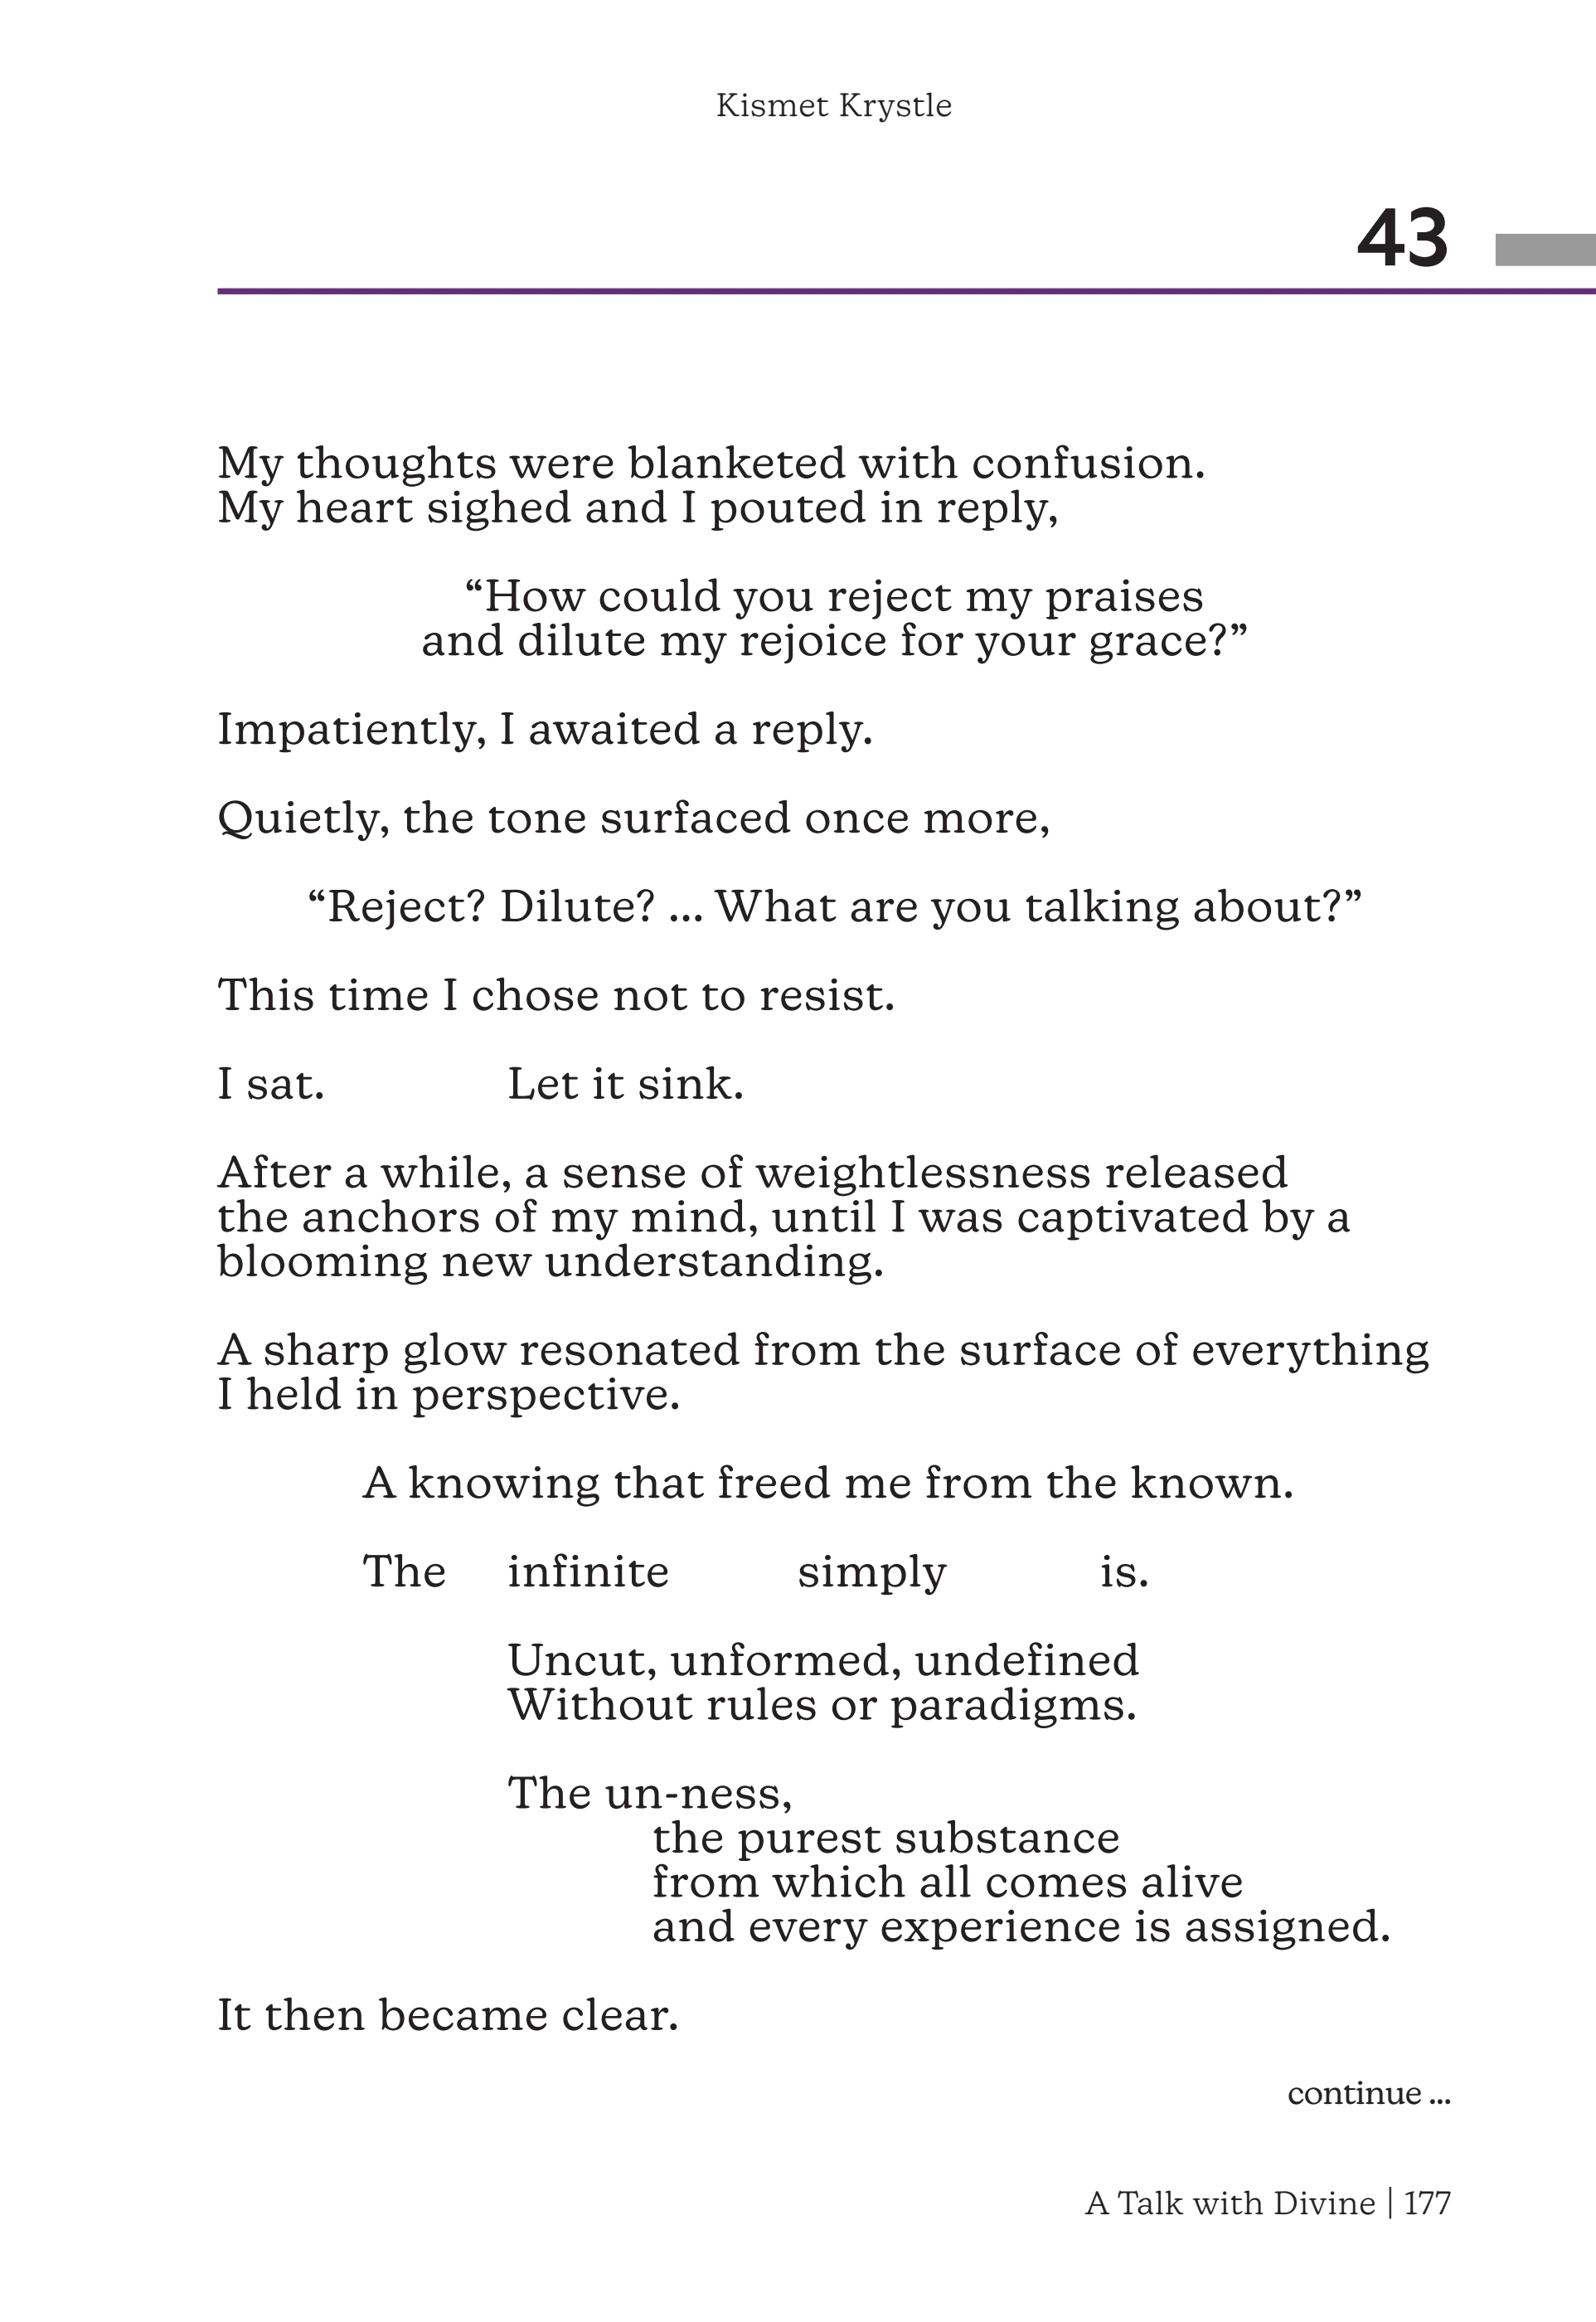 Kismet Krystle
43
My thoughts were blanketed with confusion.
My heart sighed and I pouted in reply,
“How could you reject my praises
and dilute my rejoice for your grace?”
Impatiently, I awaited a reply.
Quietly, the tone surfaced once more,
“Reject? Dilute? ... What are you talking about?”
This time I chose not to resist.
I sat. Let it sink.
After a while, a sense of weightlessness released
the anchors of my mind, until I was captivated by a
blooming new understanding.
A sharp glow resonated from the surface of everything
I held in perspective.
A knowing that freed me from the known.
The infinite simply is.
Uncut, unformed, undefined
Without rules or paradigms.
The un-ness,
the purest substance
from which all comes alive
and every experience is assigned.
It then became clear.
continue ...
A Talk with Divine | 177